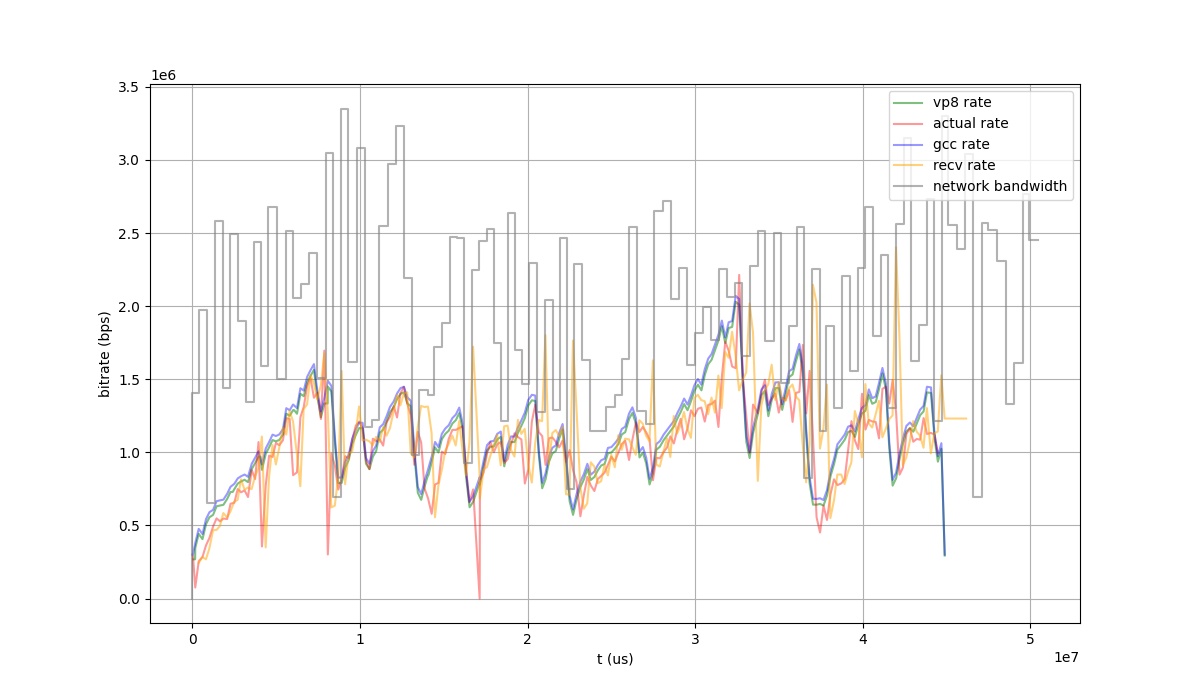 1e6
bitrate (bps)
3.5
3.0
2.5
2.0
1.5
1.0
0.5
0.0
vp8 rate
actual rate
gcc rate
recv rate
network bandwidth
0
1
2
3
4
5
t (us)
1e7